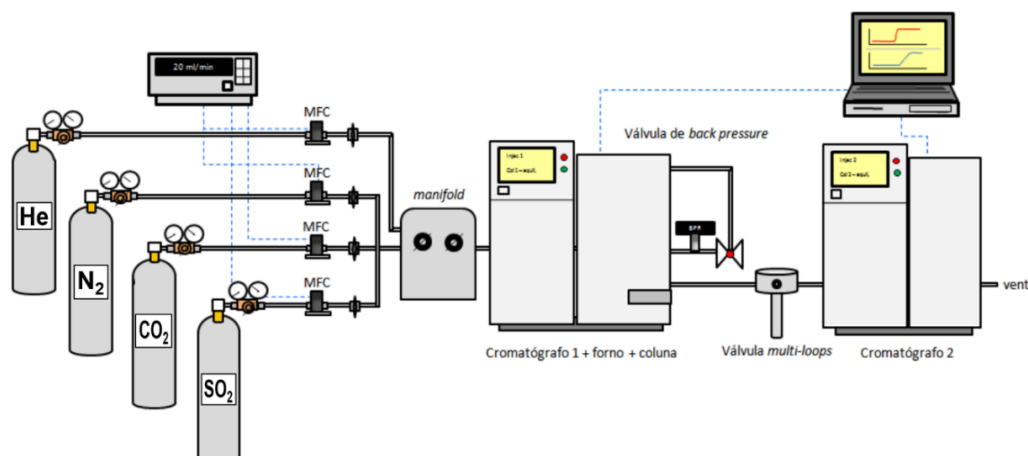 20 ml/min
MFC
Válvula de back pressure
Injec 1
Col 1 – equil.
Injec 2
Col 2 – equil.
MFC
manifold
He
MFC
BPR
N₂
MFC
vent
CO₂
Cromatógrafo 1 + forno + coluna
Válvula multi-loops
Cromatógrafo 2
SO₂